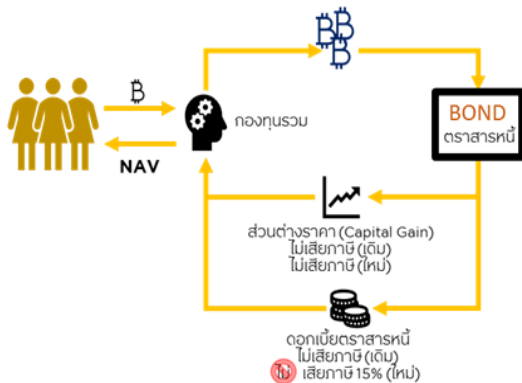 ฿฿฿
฿
กองทุนรวม
NAV
BOND
ตราสารหนี้
ส่วนต่างราคา (Capital Gain)
ไม่เสียภาษี (เดิม)
ไม่เสียภาษี (ใหม่)
ดอกเบี้ยตราสารหนี้
ไม่เสียภาษี (เดิม)
ไม่ เสียภาษี 15% (ใหม่)